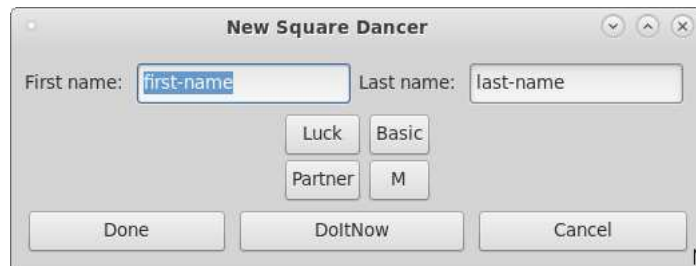 New Square Dancer
First name: first-name Last name: last-name
Luck Basic
Partner M
Done DoItNow Cancel